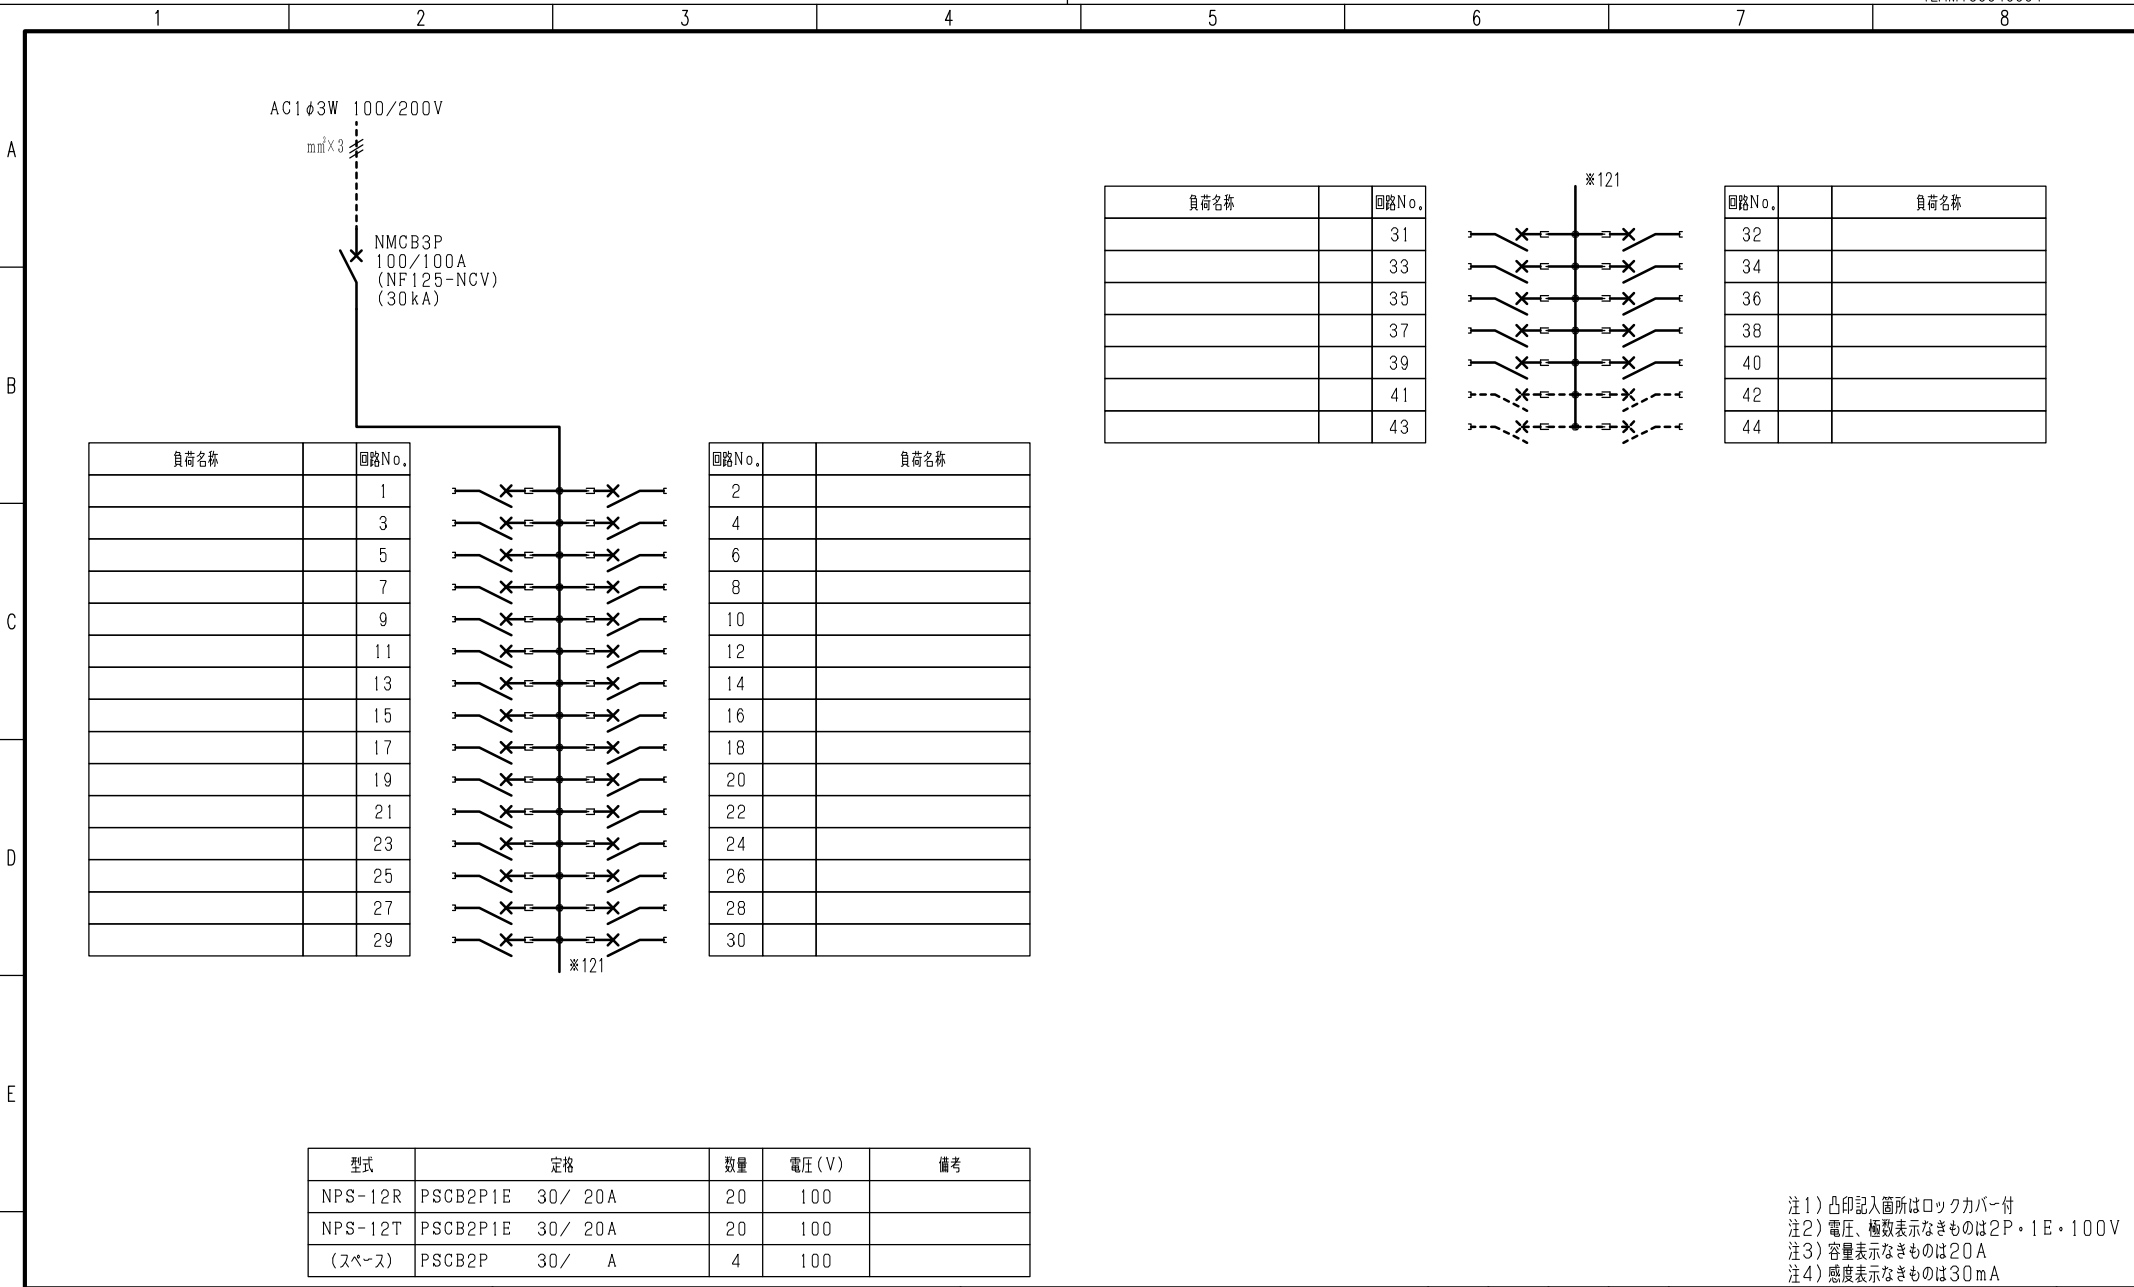 1 2 3 4 5 6 7 8
A
B
C
D
E
AC1φ3W 100/200V
mm²×3
NMCB3P
100/100A
(NF125-NCV)
(30kA)
負荷名称 回路No.
1
3
5
7
9
11
13
15
17
19
21
23
25
27
29
回路No. 負荷名称
2
4
6
8
10
12
14
16
18
20
22
24
26
28
30
※121
※121
負荷名称 回路No.
31
33
35
37
39
41
43
回路No. 負荷名称
32
34
36
38
40
42
44
型式 定格 数量 電圧(V) 備考
NPS-12R PSCB2P1E 30/ 20A 20 100
NPS-12T PSCB2P1E 30/ 20A 20 100
(スペース) PSCB2P 30/ A 4 100
注1)凸印記入箇所はロックカバー付
注2)電圧、極数表示なきものは2P・1E・100V
注3)容量表示なきものは20A
注4)感度表示なきものは30mA